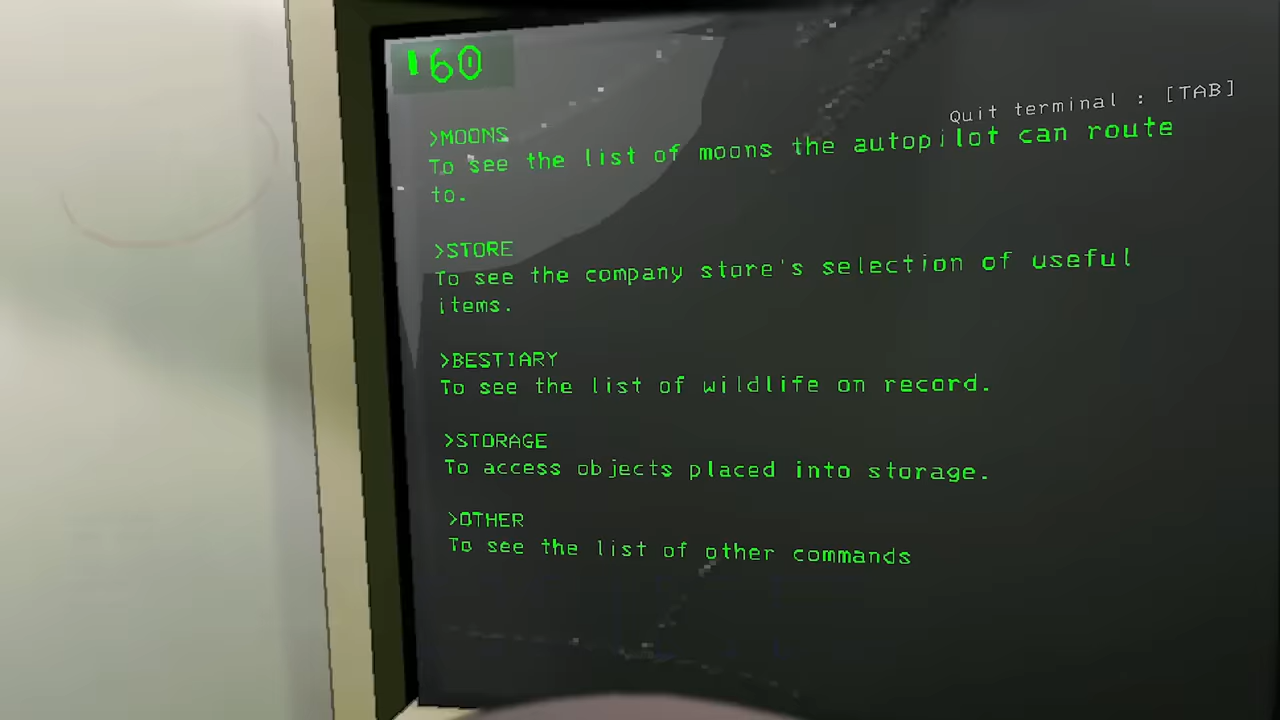 ▮60
Quit terminal : [TAB]
>MOONS
To see the list of moons the autopilot can route
to.
>STORE
To see the company store's selection of useful
items.
>BESTIARY
To see the list of wildlife on record.
>STORAGE
To access objects placed into storage.
>OTHER
To see the list of other commands